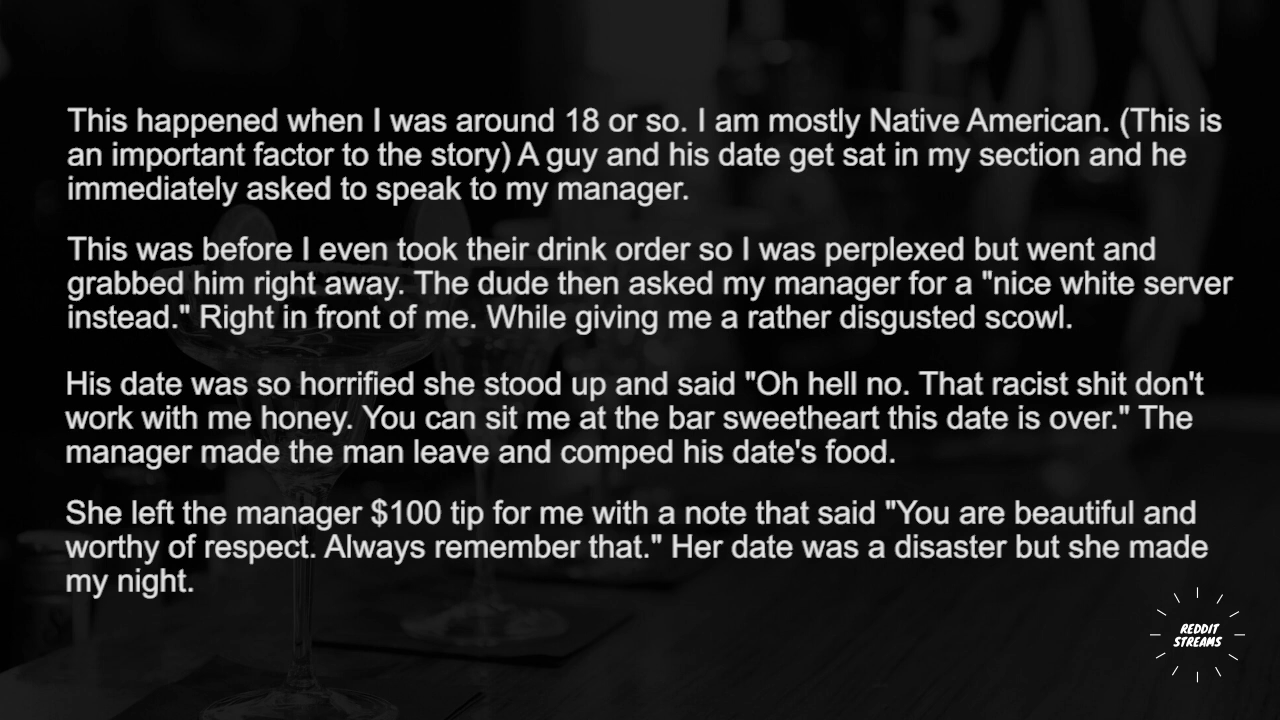 This happened when I was around 18 or so. I am mostly Native American. (This is
an important factor to the story) A guy and his date get sat in my section and he
immediately asked to speak to my manager.
This was before I even took their drink order so I was perplexed but went and
grabbed him right away. The dude then asked my manager for a "nice white server
instead." Right in front of me. While giving me a rather disgusted scowl.
His date was so horrified she stood up and said "Oh hell no. That racist shit don't
work with me honey. You can sit me at the bar sweetheart this date is over." The
manager made the man leave and comped his date's food.
She left the manager $100 tip for me with a note that said "You are beautiful and
worthy of respect. Always remember that." Her date was a disaster but she made
my night.
REDDIT
STREAMS